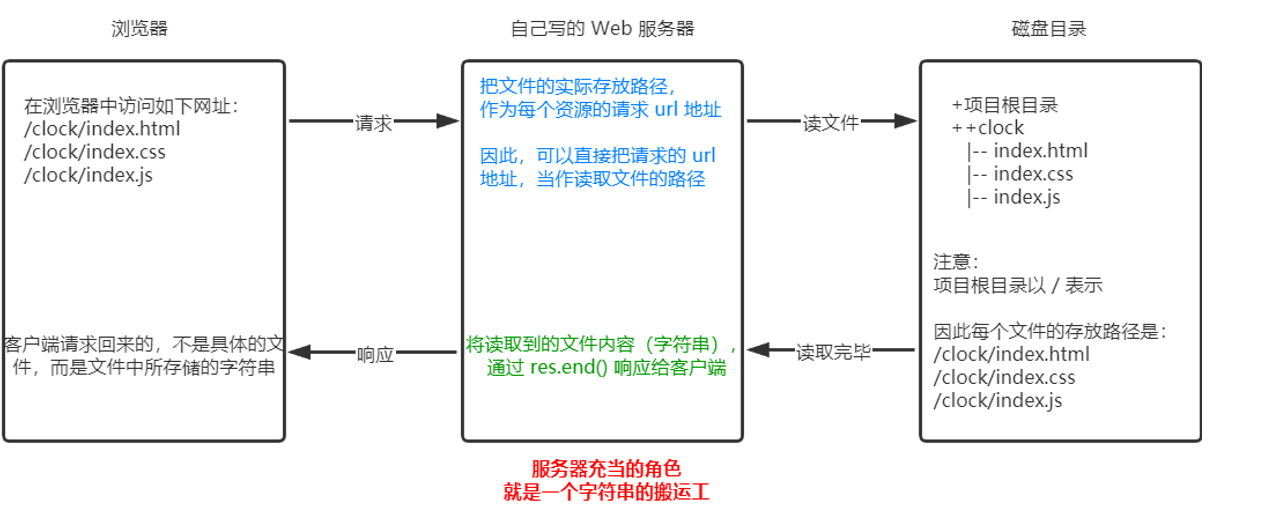 浏览器
自己写的 Web 服务器
磁盘目录
在浏览器中访问如下网址：
/clock/index.html
/clock/index.css
/clock/index.js
客户端请求回来的，不是具体的文
件，而是文件中所存储的字符串
请求
响应
把文件的实际存放路径，
作为每个资源的请求 url 地址
因此，可以直接把请求的 url
地址，当作读取文件的路径
将读取到的文件内容（字符串），
通过 res.end() 响应给客户端
读文件
读取完毕
+项目根目录
++clock
|-- index.html
|-- index.css
|-- index.js
注意：
项目根目录以 / 表示
因此每个文件的存放路径是：
/clock/index.html
/clock/index.css
/clock/index.js
服务器充当的角色
就是一个字符串的搬运工